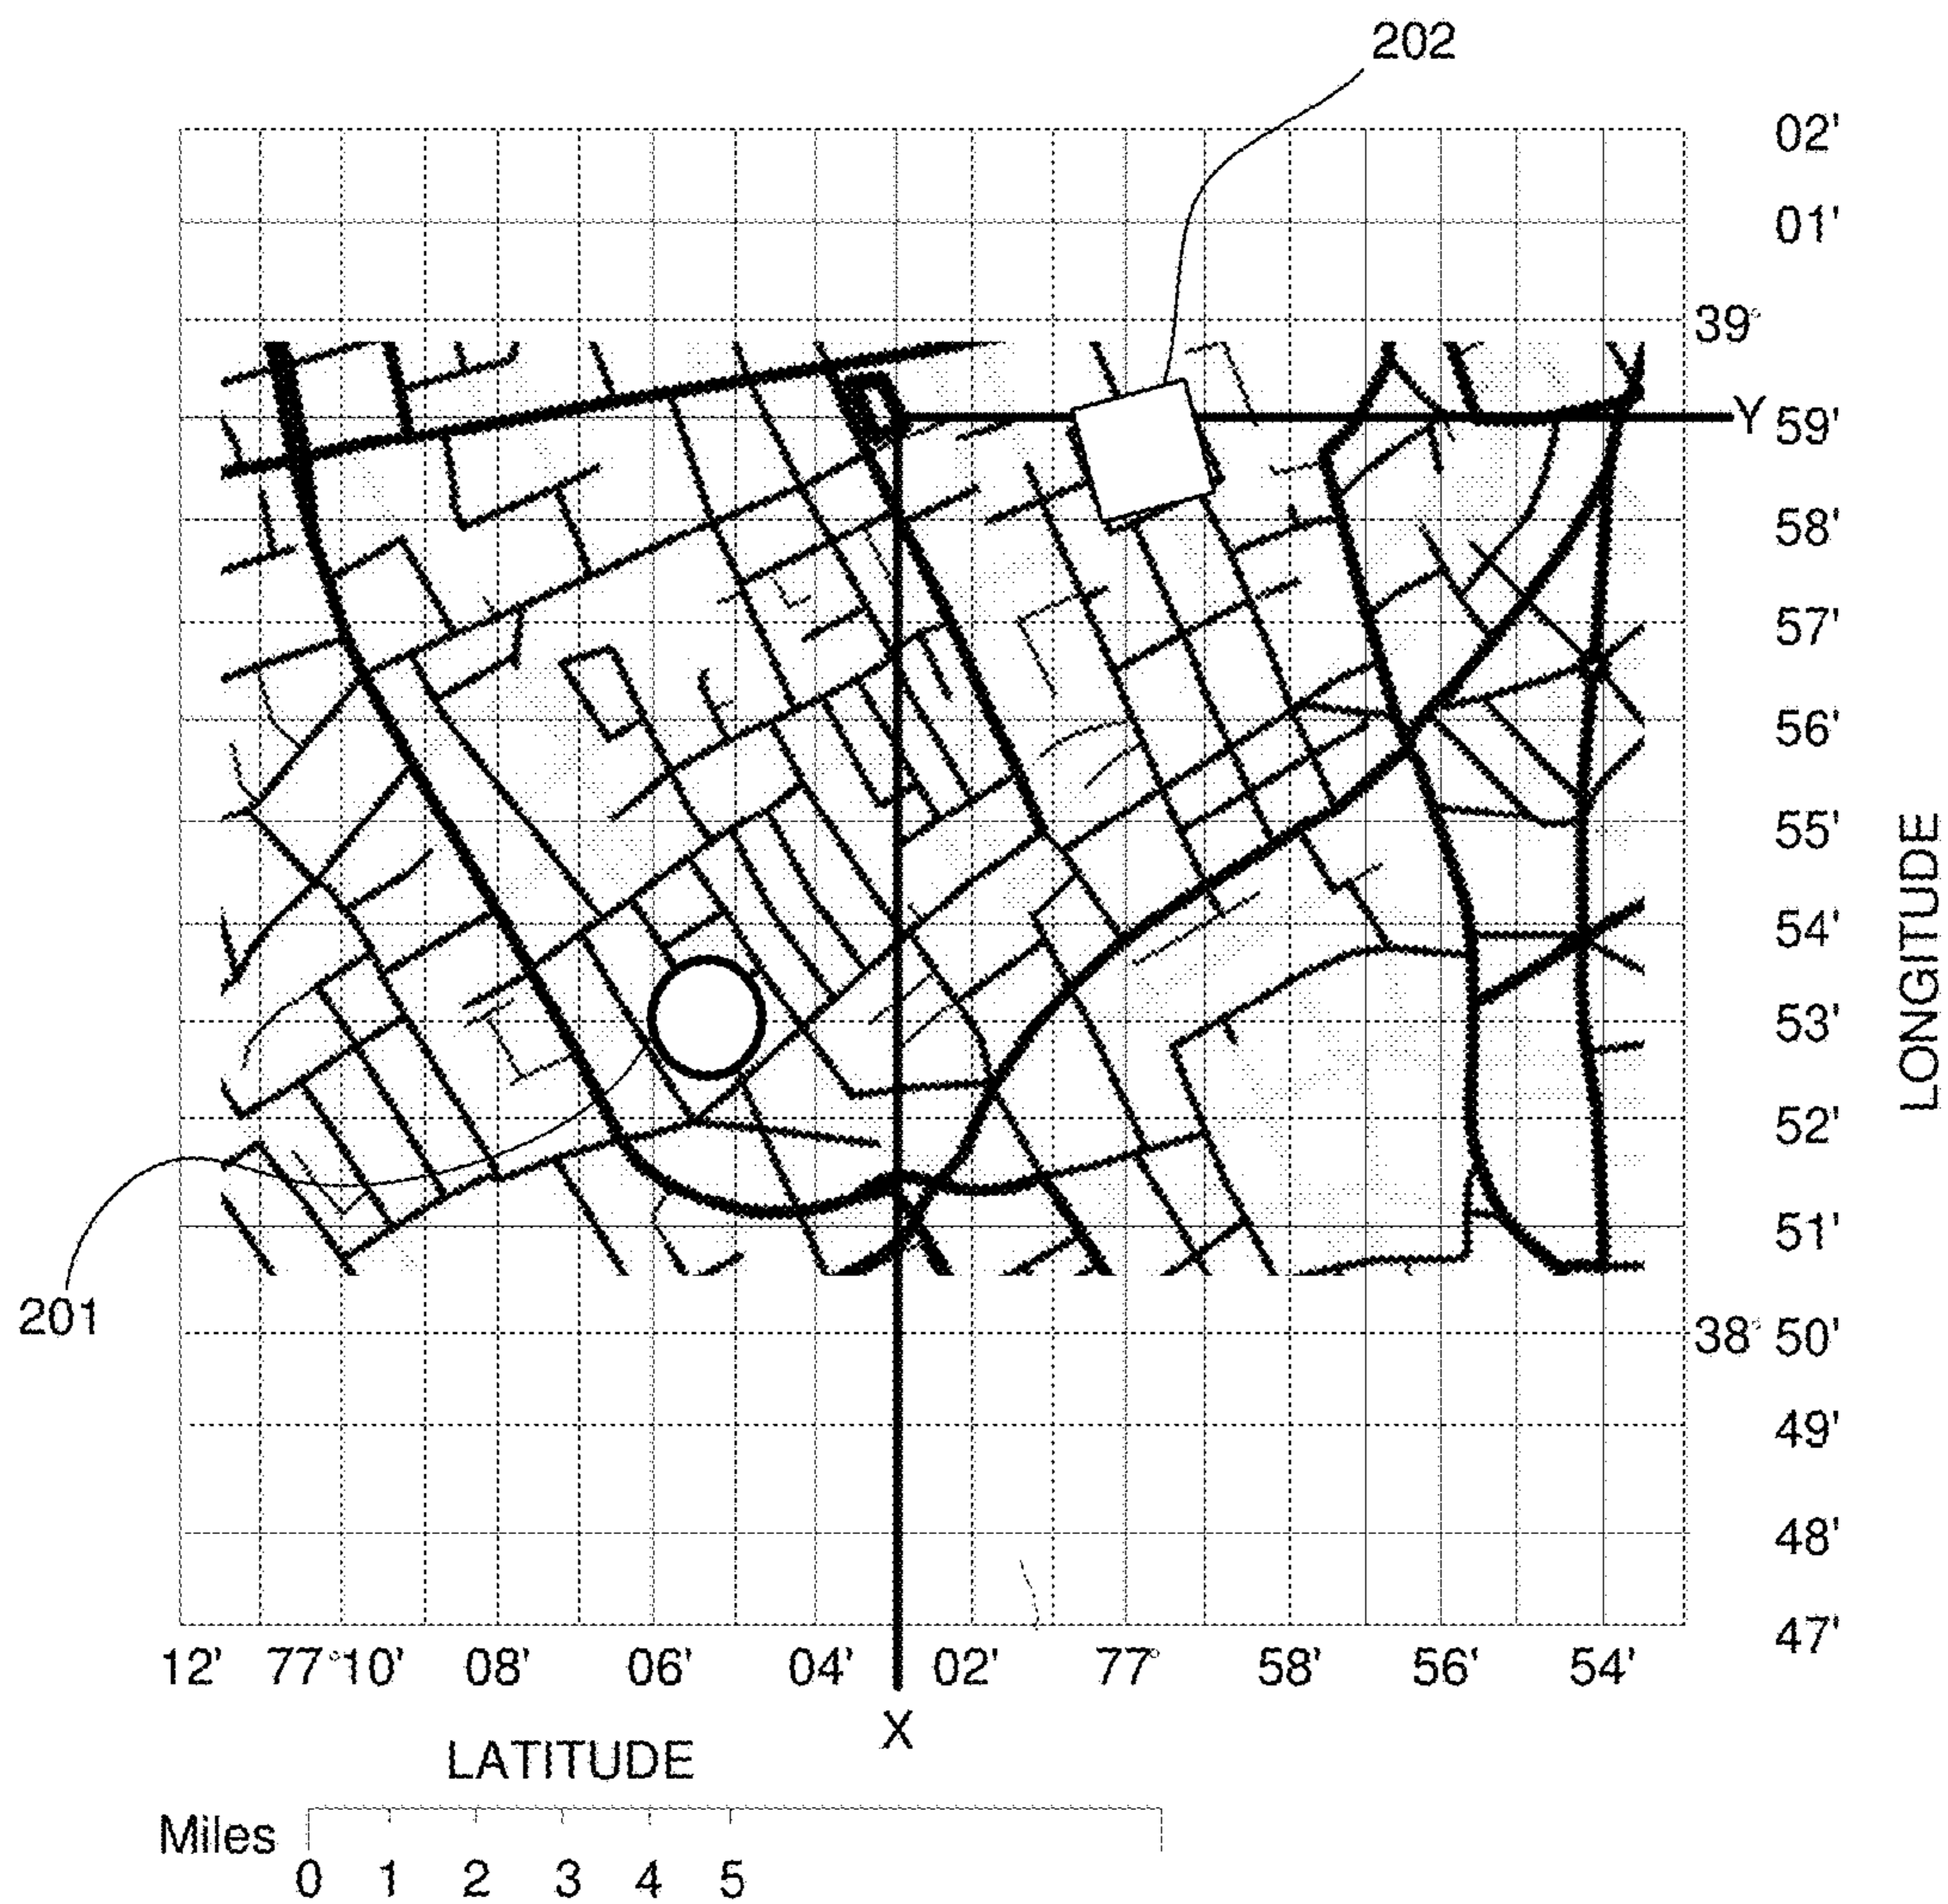 202
02'
01'
39°
Y 59'
58'
57'
56'
55'
54'
53'
52'
51'
38° 50'
49'
48'
47'
LONGITUDE
201
12' 77°10' 08' 06' 04' 02' 77° 58' 56' 54'
X
LATITUDE
Miles
0 1 2 3 4 5